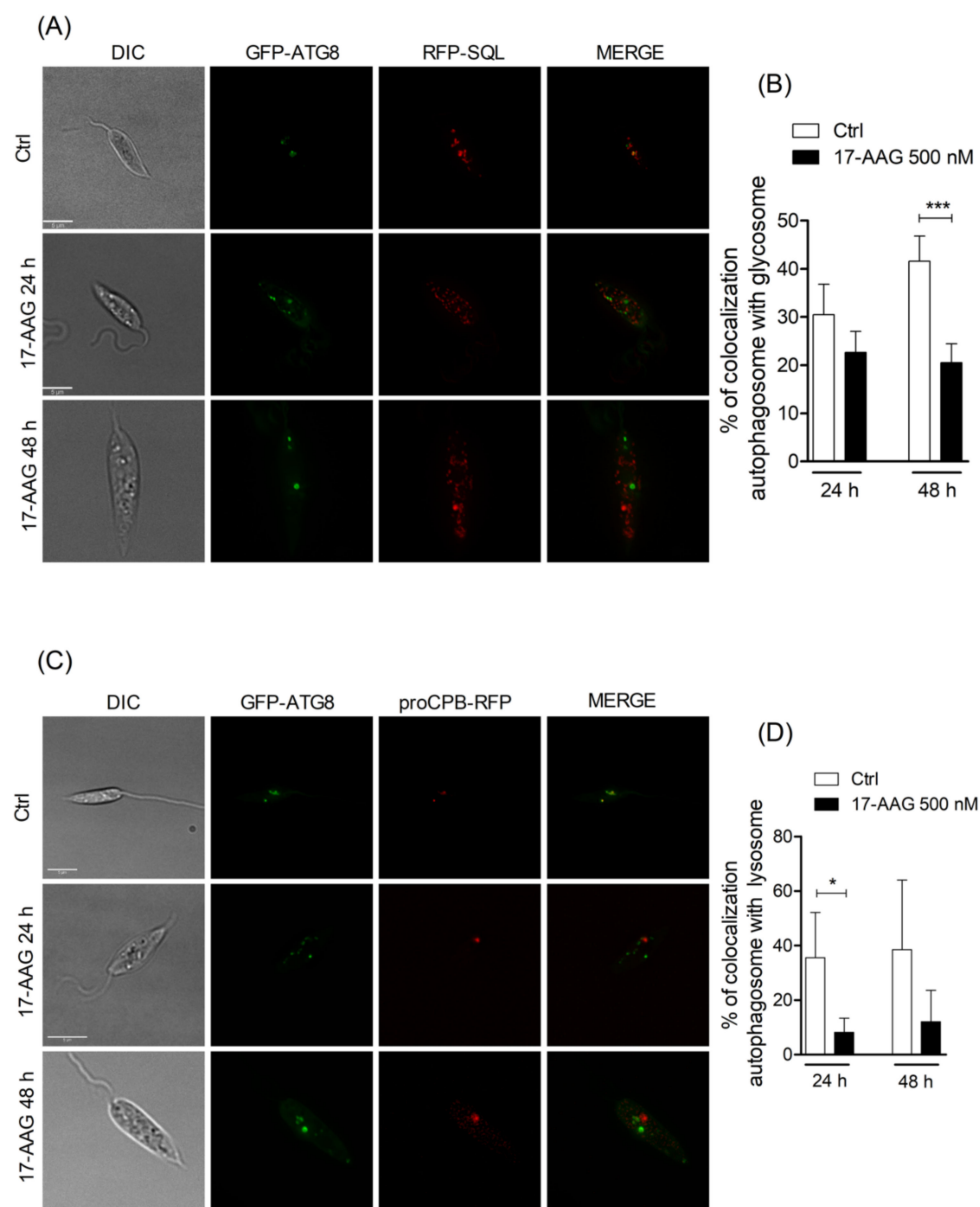 (A)
DIC GFP-ATG8 RFP-SQL MERGE
Ctrl
17-AAG 24 h
17-AAG 48 h
5 µm
(B)
Ctrl
17-AAG 500 nM
% of colocalization
autophagosome with glycosome
50
40
30
20
10
0
***
24 h 48 h
(C)
DIC GFP-ATG8 proCPB-RFP MERGE
Ctrl
17-AAG 24 h
17-AAG 48 h
(D)
Ctrl
17-AAG 500 nM
% of colocalization
autophagosome with lysosome
80
60
40
20
0
*
24 h 48 h